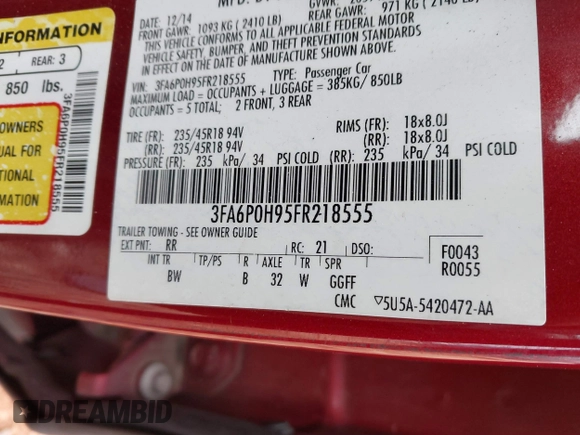 INFORMATION
2 REAR: 3
850 lbs.
OWNERS
UAL FOR
TIONAL
MATION
3FA6P0H95FR218555
DATE: 12/14
FRONT GAWR: 1093 KG ( 2410 LB)
REAR GAWR: 971 KG ( 2140 LB)
THIS VEHICLE CONFORMS TO ALL APPLICABLE FEDERAL MOTOR
VEHICLE SAFETY, BUMPER, AND THEFT PREVENTION STANDARDS
IN EFFECT ON THE DATE OF MANUFACTURE SHOWN ABOVE.
VIN: 3FA6P0H95FR218555 TYPE: Passenger Car
MAXIMUM LOAD = OCCUPANTS + LUGGAGE = 385KG/ 850LB
OCCUPANTS = 5 TOTAL; 2 FRONT, 3 REAR
TIRE (FR): 235/45R18 94V RIMS (FR): 18x8.0J
(RR): 235/45R18 94V (RR): 18x8.0J
PRESSURE (FR): 235 kPa/ 34 PSI COLD (RR): 235 kPa/ 34 PSI COLD
3FA6P0H95FR218555
TRAILER TOWING - SEE OWNER GUIDE
EXT PNT: RR RC: 21 DSO:
F0043
R0055
INT TR TP/PS R AXLE TR SPR
BW B 32 W GGFF
CMC ▽5U5A-5420472-AA
DREAMBID